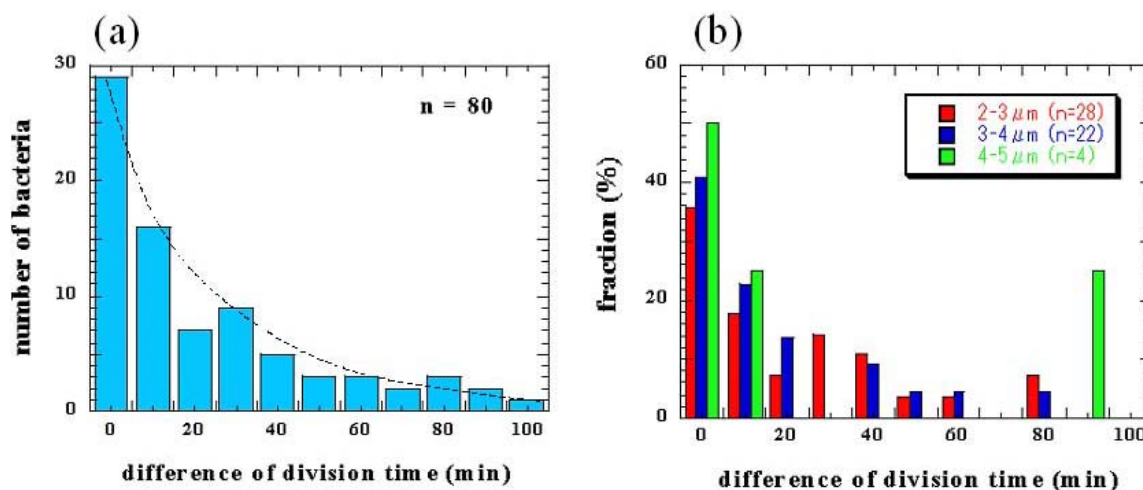 (a)
30
20
10
0
n = 80
number of bacteria
0 20 40 60 80 100
difference of division time (min)
(b)
60
40
20
0
2-3 μm (n=28)
3-4 μm (n=22)
4-5μm (n=4)
fraction (%)
0 20 40 60 80 100
difference of division time (min)